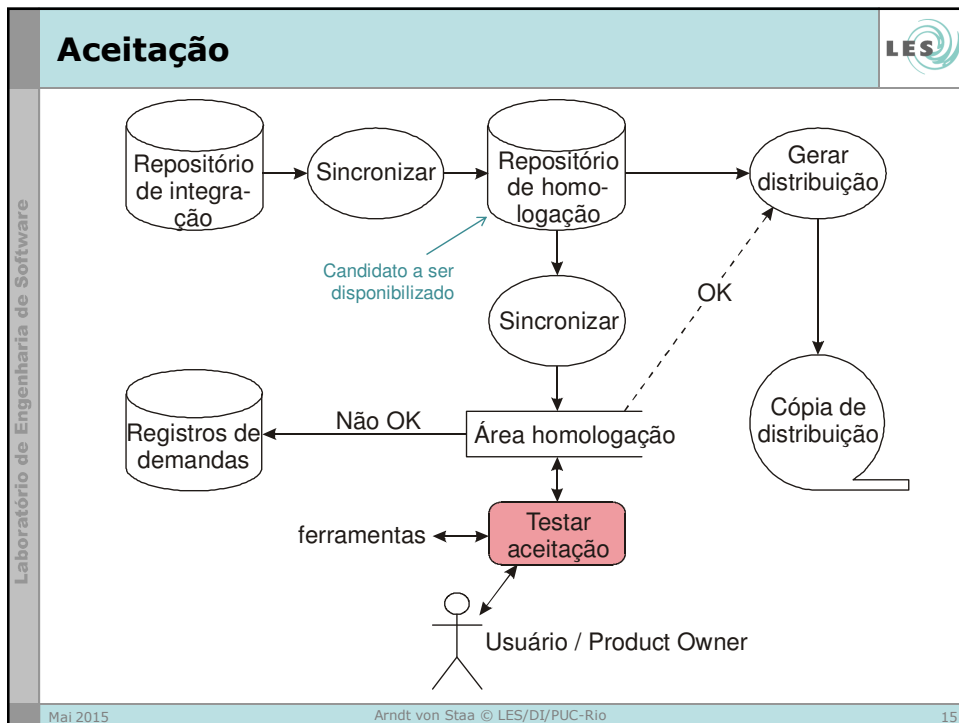 Aceitação
LES
Laboratório de Engenharia de Software
Repositório
de integra-
ção
Sincronizar
Repositório
de homo-
logação
Gerar
distribuição
Candidato a ser
disponibilizado
Sincronizar
OK
Registros de
demandas
Não OK
Área homologação
Cópia de
distribuição
ferramentas
Testar
aceitação
Usuário / Product Owner
Mai 2015
Arndt von Staa © LES/DI/PUC-Rio
15